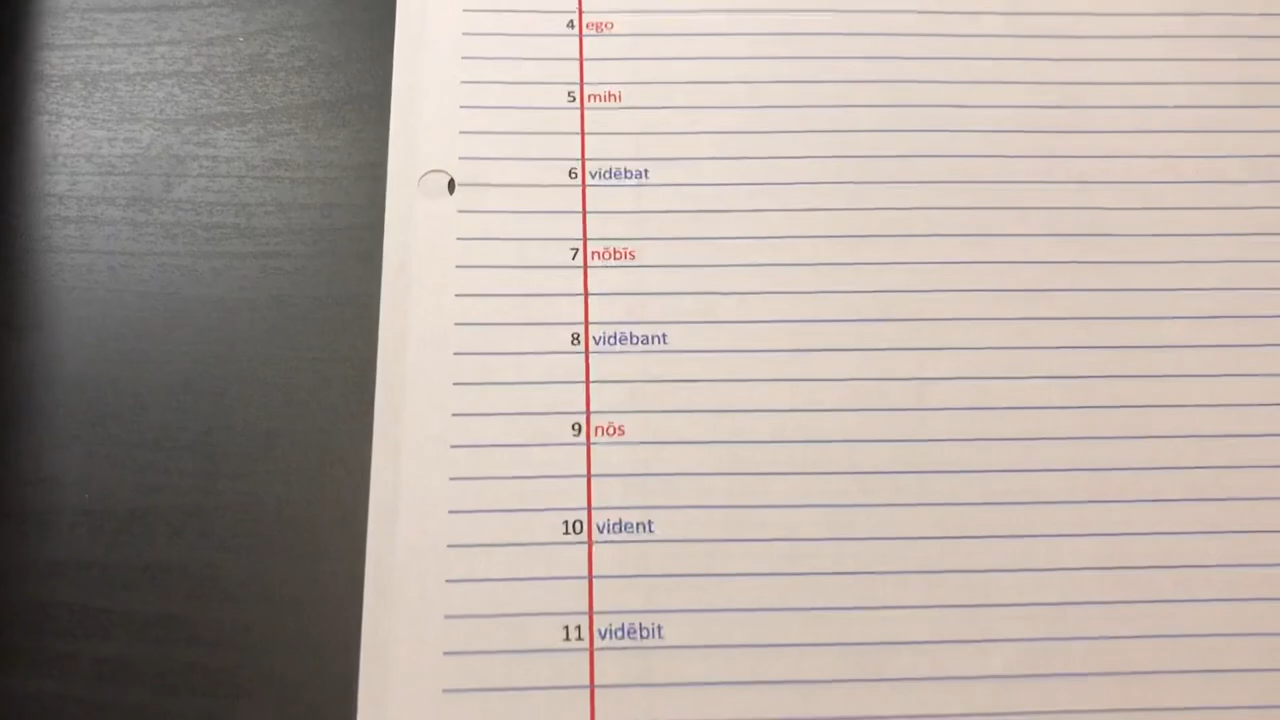 4 ego
5 mihi
6 vidēbat
7 nōbīs
8 vidēbant
9 nōs
10 vident
11 vidēbit